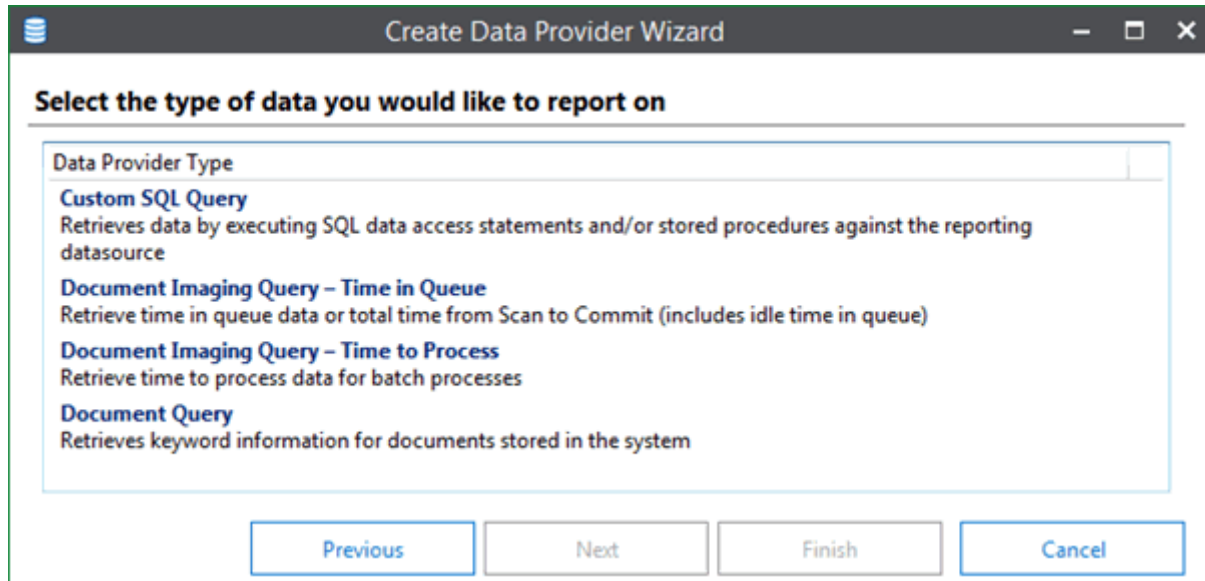 Create Data Provider Wizard
Select the type of data you would like to report on
Data Provider Type
Custom SQL Query
Retrieves data by executing SQL data access statements and/or stored procedures against the reporting
datasource
Document Imaging Query – Time in Queue
Retrieve time in queue data or total time from Scan to Commit (includes idle time in queue)
Document Imaging Query – Time to Process
Retrieve time to process data for batch processes
Document Query
Retrieves keyword information for documents stored in the system
Previous Next Finish Cancel